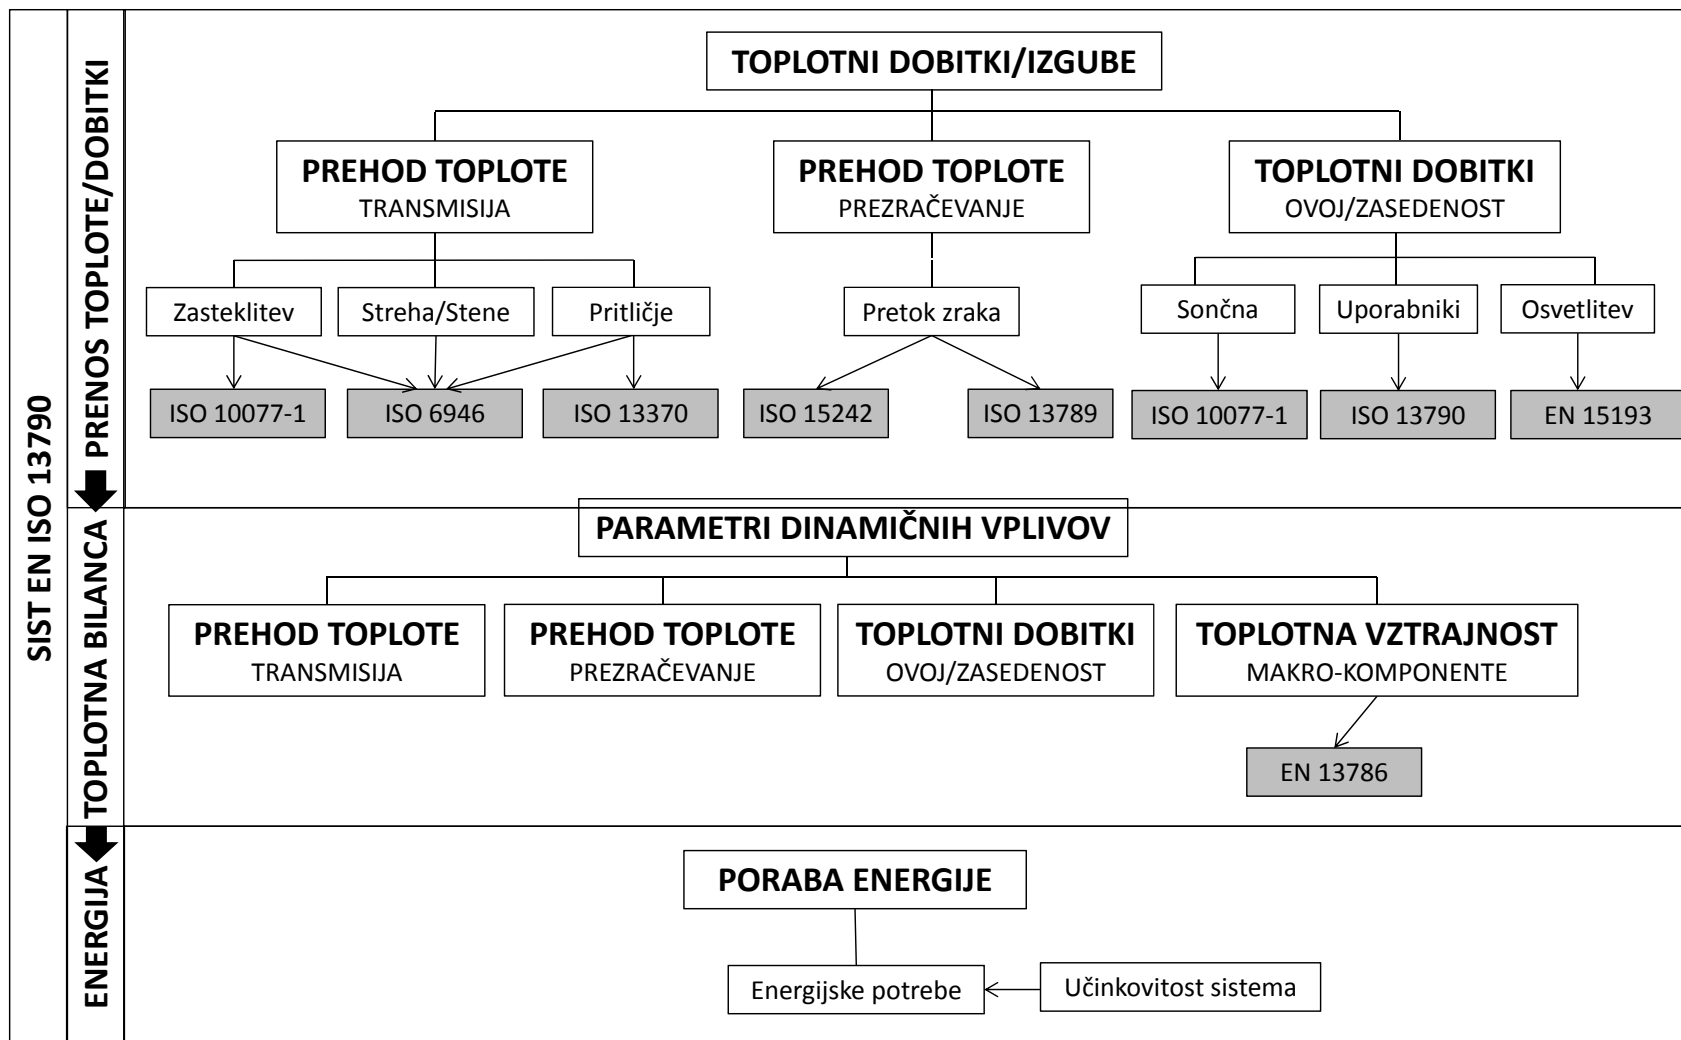 SIST EN ISO 13790
PRENOS TOPLOTE/DOBITKI
TOPLOTNI DOBITKI/IZGUBE
PREHOD TOPLOTE
TRANSMISIJA
PREHOD TOPLOTE
PREZRAČEVANJE
TOPLOTNI DOBITKI
OVOJ/ZASEDENOST
Zasteklitev
Streha/Stene
Pritličje
Pretok zraka
Sončna
Uporabniki
Osvetlitev
ISO 10077-1
ISO 6946
ISO 13370
ISO 15242
ISO 13789
ISO 10077-1
ISO 13790
EN 15193
TOPLOTNA BILANCA
PARAMETRI DINAMIČNIH VPLIVOV
PREHOD TOPLOTE
TRANSMISIJA
PREHOD TOPLOTE
PREZRAČEVANJE
TOPLOTNI DOBITKI
OVOJ/ZASEDENOST
TOPLOTNA VZTRAJNOST
MAKRO-KOMPONENTE
EN 13786
ENERGIJA
PORABA ENERGIJE
Energijske potrebe
Učinkovitost sistema